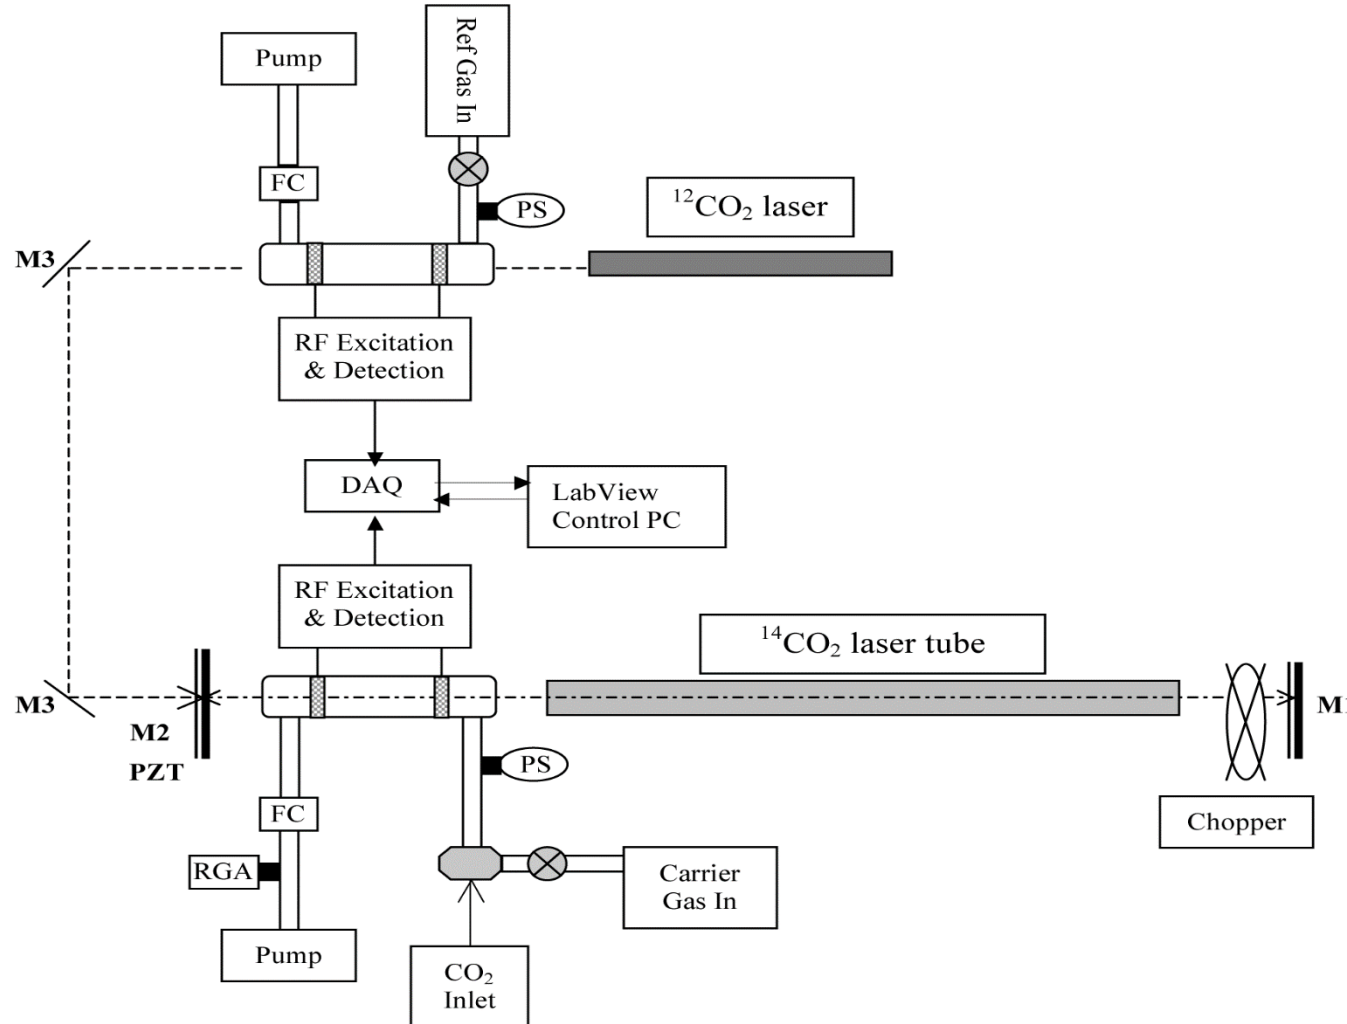 Pump
Ref Gas In
FC
PS
¹²CO₂ laser
M3
RF Excitation
& Detection
DAQ
LabView
Control PC
RF Excitation
& Detection
¹⁴CO₂ laser tube
M3
M2
PZT
M1
PS
FC
Chopper
RGA
Carrier
Gas In
Pump
CO₂
Inlet